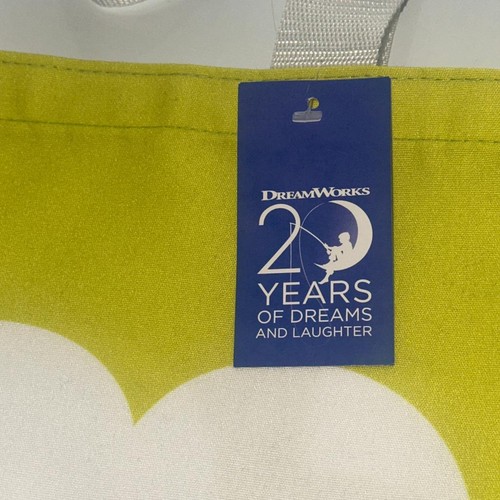 DREAMWORKS
20
YEARS
OF DREAMS
AND LAUGHTER